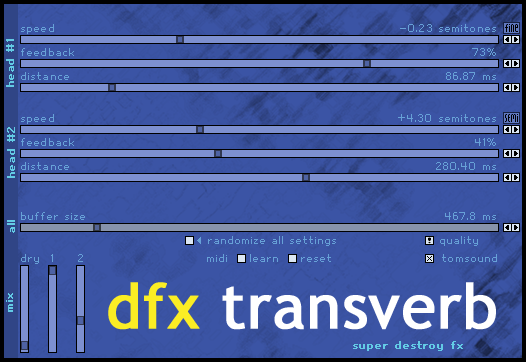 head #1
speed -0.23 semitones fine
feedback 73%
distance 86.87 ms
head #2
speed +4.30 semitones semi
feedback 41%
distance 280.40 ms
all
buffer size 467.8 ms
randomize all settings quality
midi learn reset tomsound
mix
dry 1 2
dfx transverb
super destroy fx